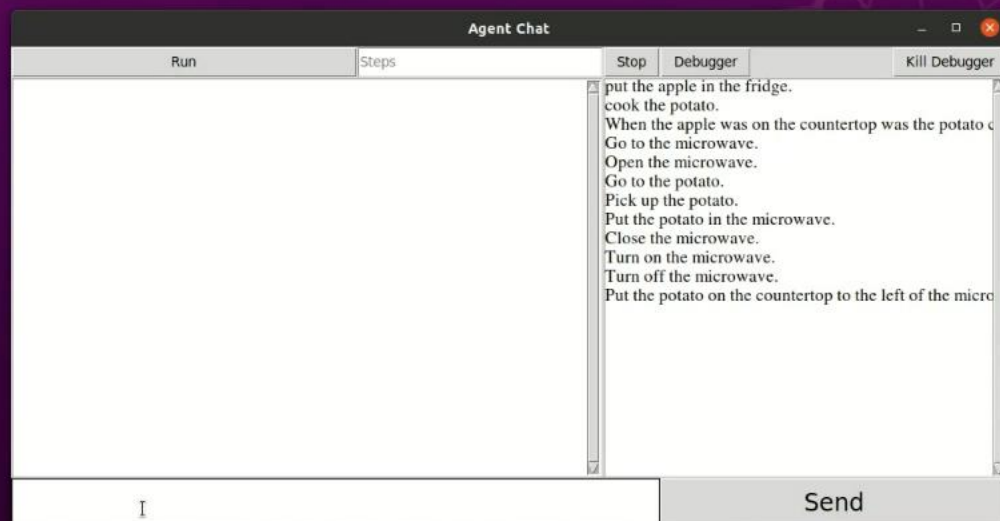 Agent Chat
Run
Steps
Stop
Debugger
Kill Debugger
put the apple in the fridge.
cook the potato.
When the apple was on the countertop was the potato
Go to the microwave.
Open the microwave.
Go to the potato.
Pick up the potato.
Put the potato in the microwave.
Close the microwave.
Turn on the microwave.
Turn off the microwave.
Put the potato on the countertop to the left of the micro
Send